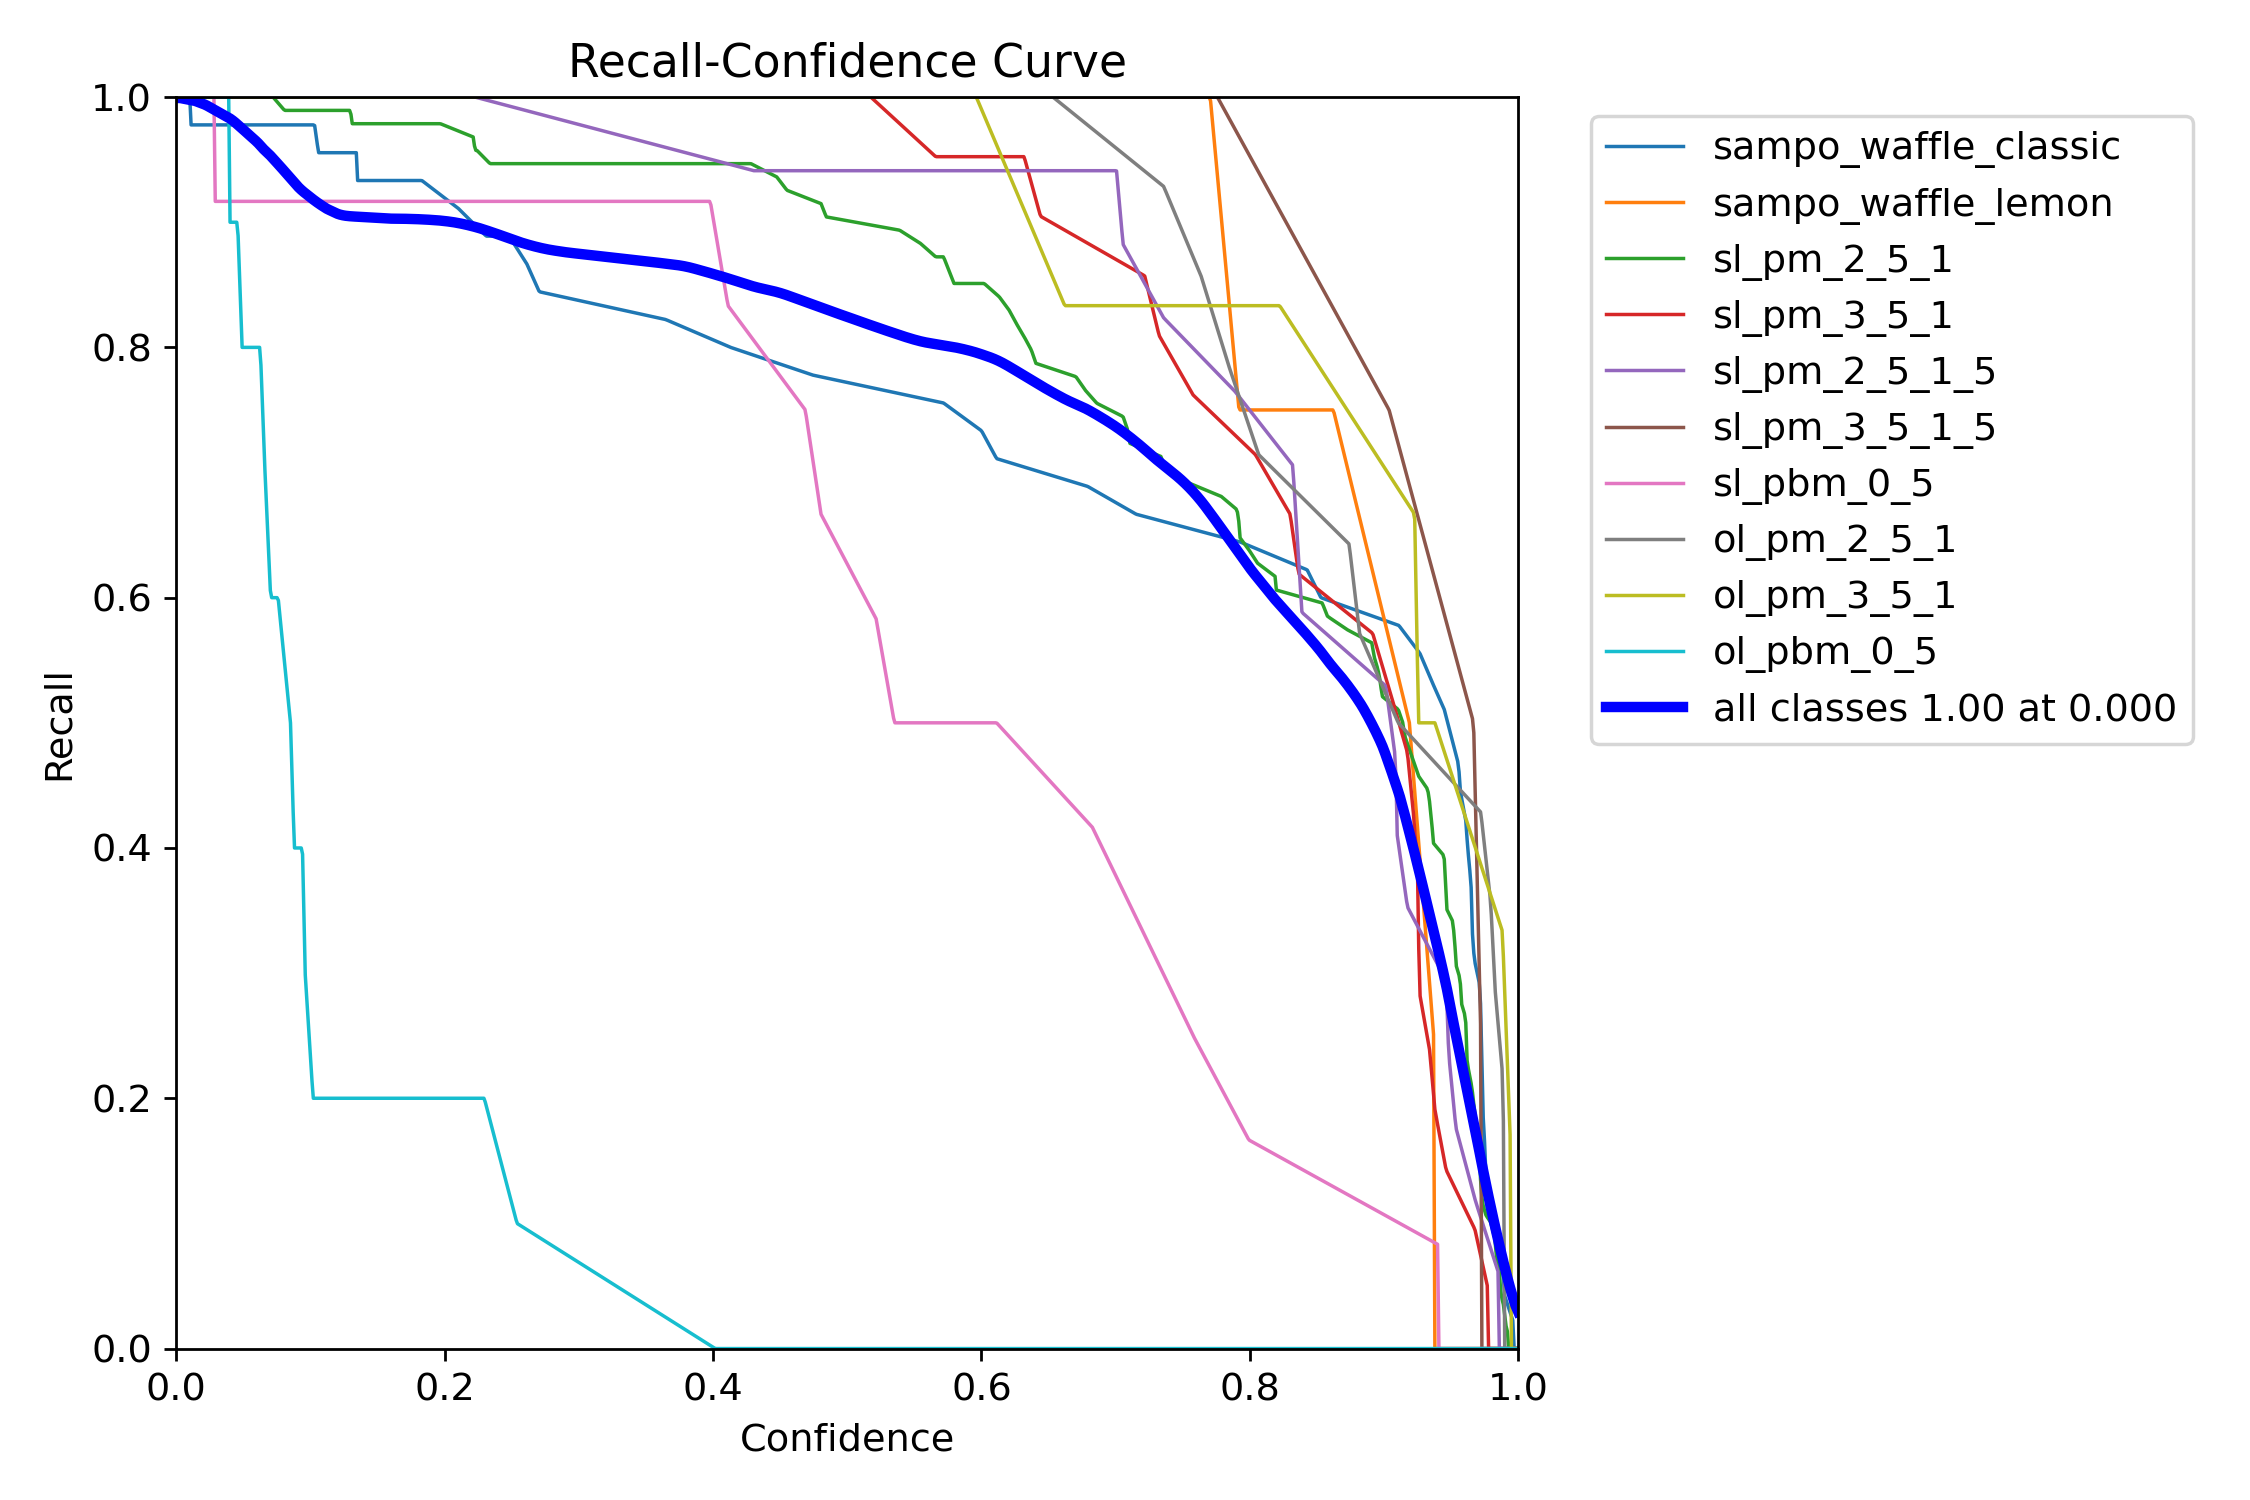 Recall-Confidence Curve
1.0
0.8
0.6
0.4
0.2
0.0
Recall
0.0 0.2 0.4 0.6 0.8 1.0
Confidence
sampo_waffle_classic
sampo_waffle_lemon
sl_pm_2_5_1
sl_pm_3_5_1
sl_pm_2_5_1_5
sl_pm_3_5_1_5
sl_pbm_0_5
ol_pm_2_5_1
ol_pm_3_5_1
ol_pbm_0_5
all classes 1.00 at 0.000